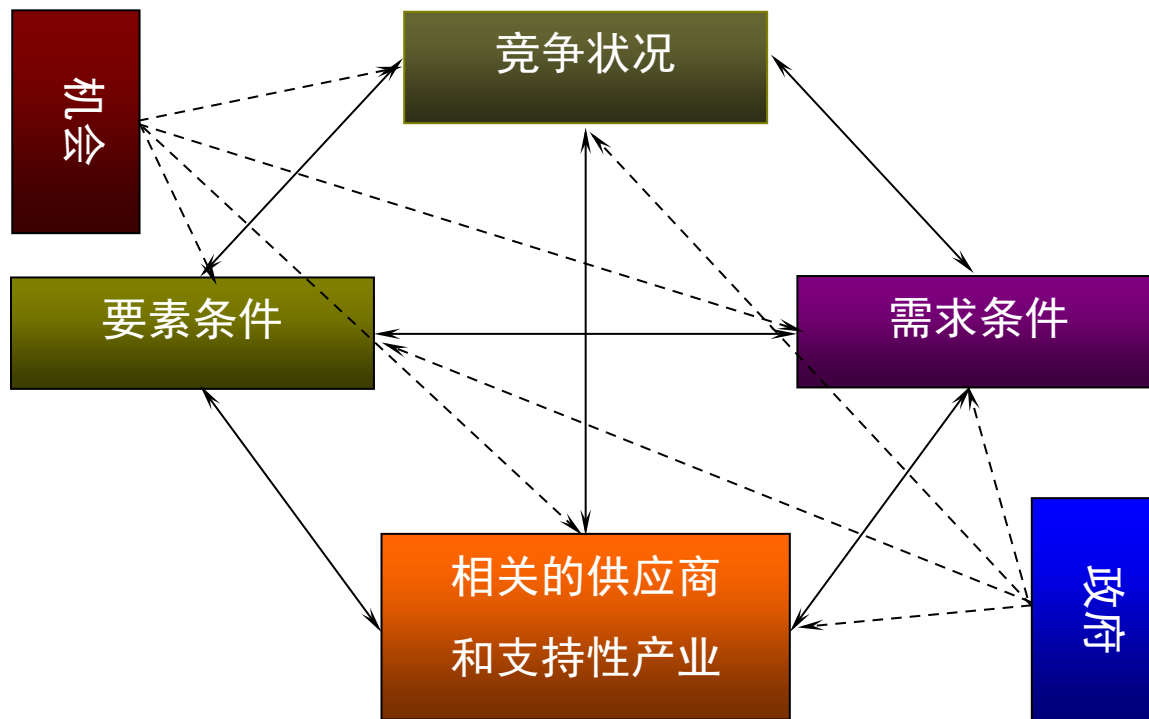 机会
竞争状况
要素条件
需求条件
相关的供应商
和支持性产业
政府